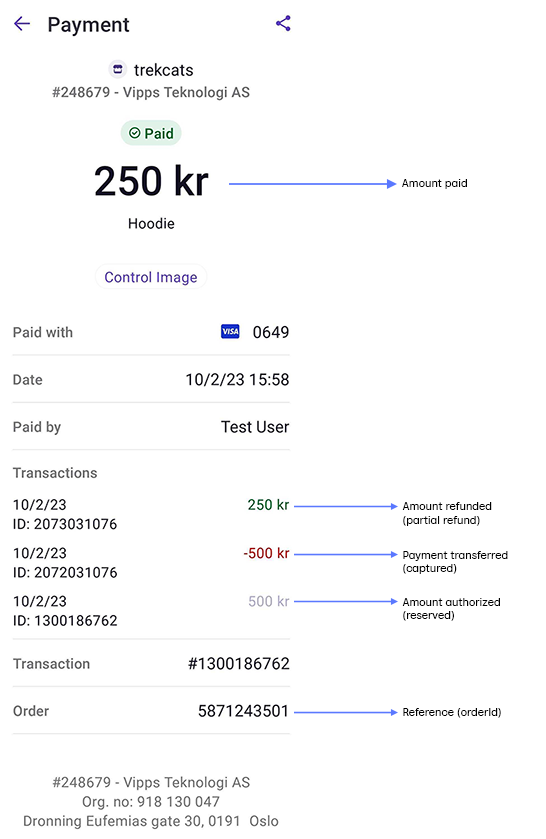 Payment
trekcats
#248679 - Vipps Teknologi AS
Paid
250 kr
Amount paid
Hoodie
Control Image
Paid with VISA 0649
Date 10/2/23 15:58
Paid by Test User
Transactions
10/2/23 250 kr
ID: 2073031076
Amount refunded
(partial refund)
10/2/23 -500 kr
ID: 2072031076
Payment transferred
(captured)
10/2/23 500 kr
ID: 1300186762
Amount authorized
(reserved)
Transaction #1300186762
Order 5871243501
Reference (orderId)
#248679 - Vipps Teknologi AS
Org. no: 918 130 047
Dronning Eufemias gate 30, 0191 Oslo